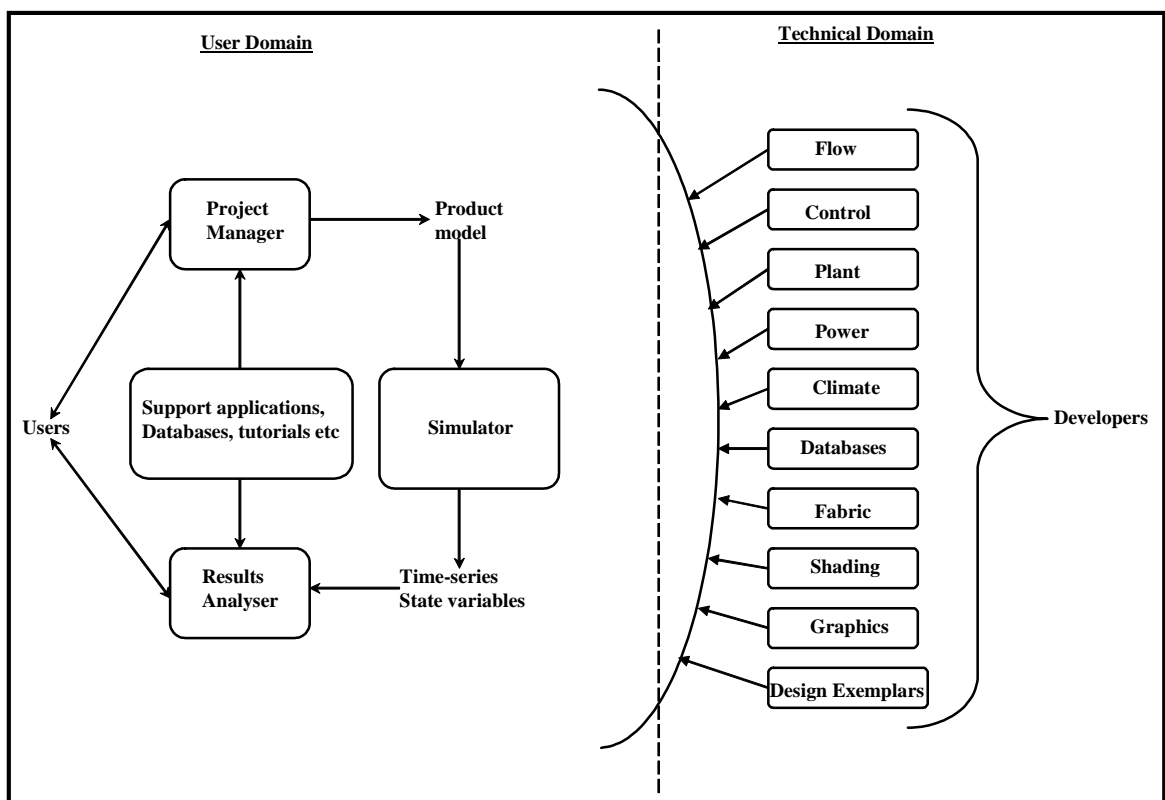 User Domain
Technical Domain
Project
Manager
Product
model
Users
Support applications,
Databases, tutorials etc
Simulator
Results
Analyser
Time-series
State variables
Flow
Control
Plant
Power
Climate
Databases
Fabric
Shading
Graphics
Design Exemplars
Developers